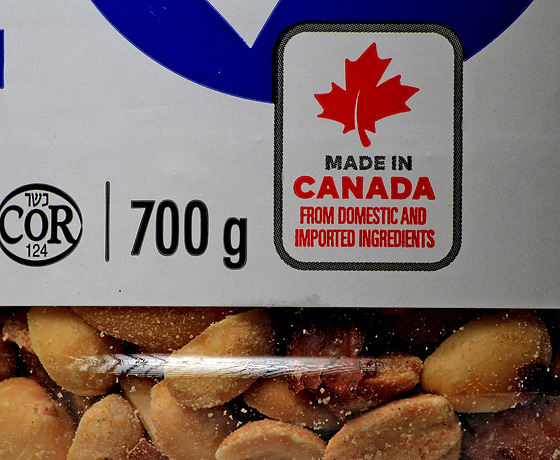 MADE IN
CANADA
FROM DOMESTIC AND
IMPORTED INGREDIENTS
כשר
COR
124
700 g